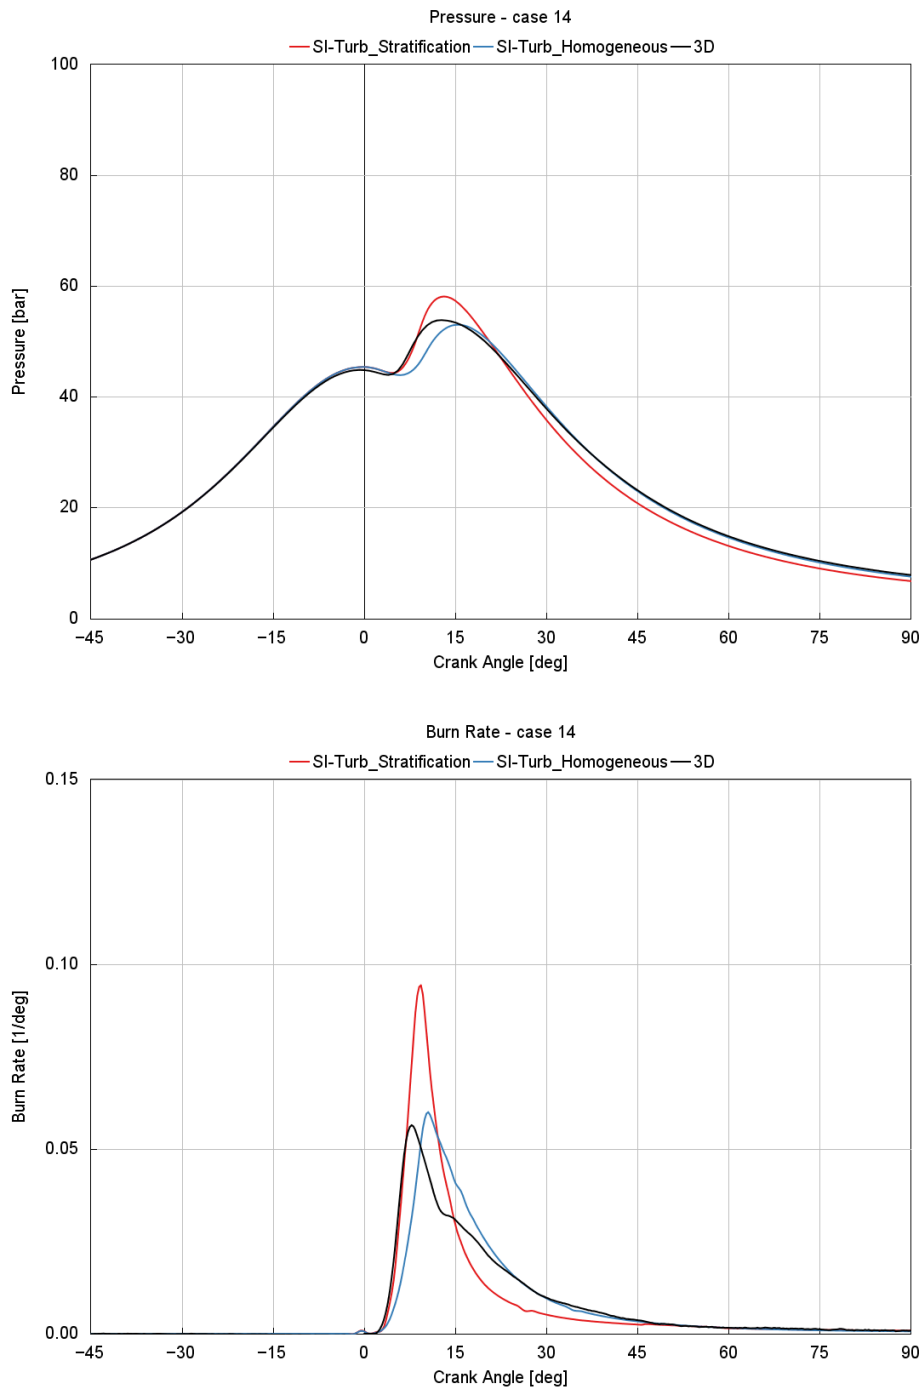 Pressure - case 14
SI-Turb_Stratification SI-Turb_Homogeneous 3D
100
80
60
40
20
0
Pressure [bar]
−45 −30 −15 0 15 30 45 60 75 90
Crank Angle [deg]
Burn Rate - case 14
SI-Turb_Stratification SI-Turb_Homogeneous 3D
0.15
0.10
0.05
0.00
Burn Rate [1/deg]
−45 −30 −15 0 15 30 45 60 75 90
Crank Angle [deg]